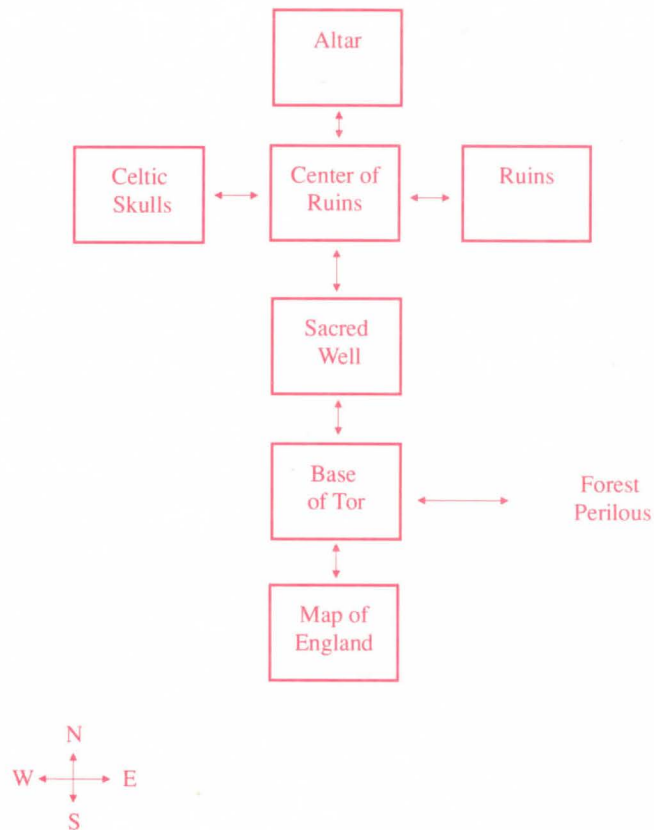 Altar
Celtic
Skulls
Center of
Ruins
Ruins
Sacred
Well
Base
of Tor
Forest
Perilous
Map of
England
N
W E
S